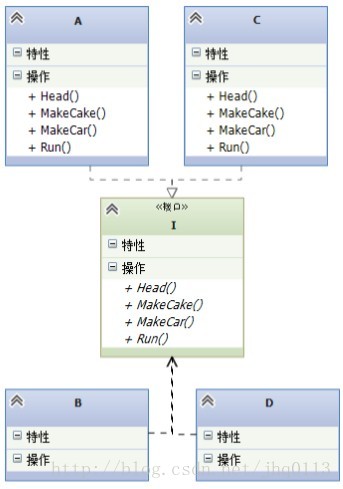 A
特性
操作
+ Head()
+ MakeCake()
+ MakeCar()
+ Run()
C
特性
操作
+ Head()
+ MakeCake()
+ MakeCar()
+ Run()
«接口»
I
特性
操作
+ Head()
+ MakeCake()
+ MakeCar()
+ Run()
B
特性
操作
D
特性
操作
http://blog.csdn.net/jhq0113